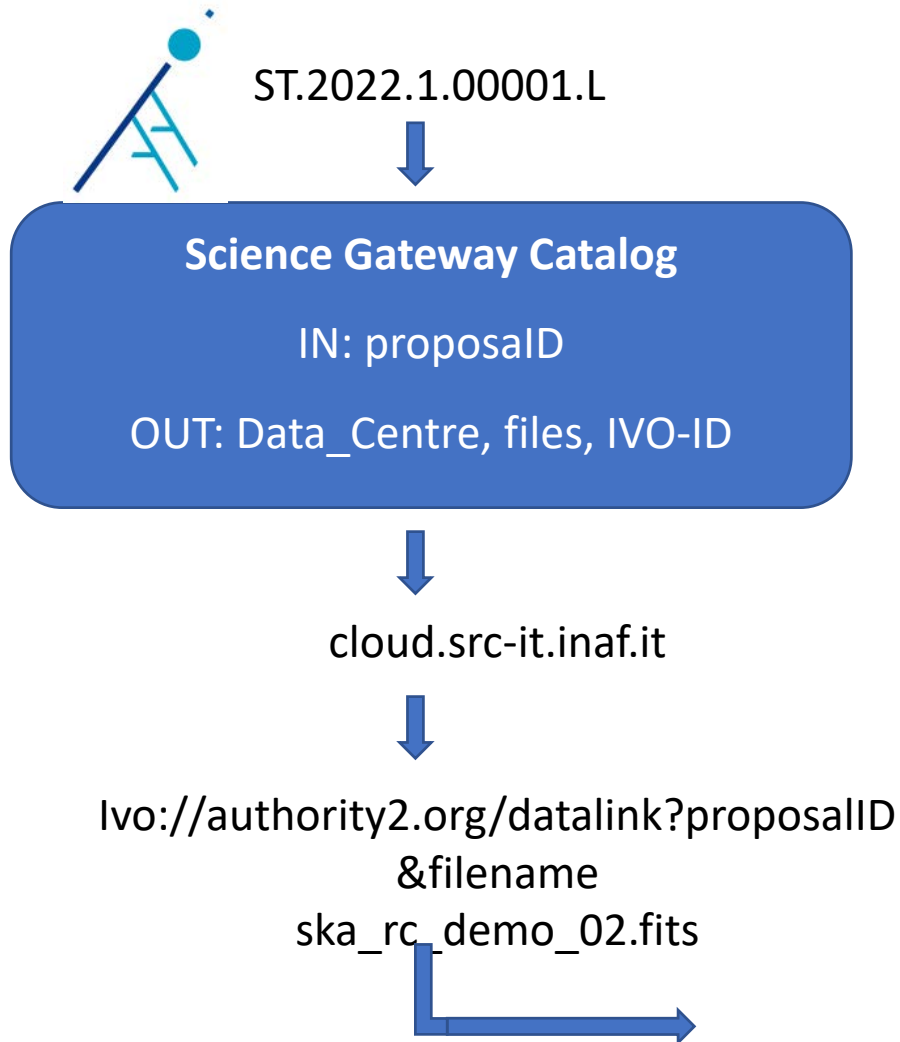 ST.2022.1.00001.L
Science Gateway Catalog
IN: proposalID
OUT: Data_Centre, files, IVO-ID
cloud.src-it.inaf.it
Ivo://authority2.org/datalink?proposalID
&filename
ska_rc_demo_02.fits